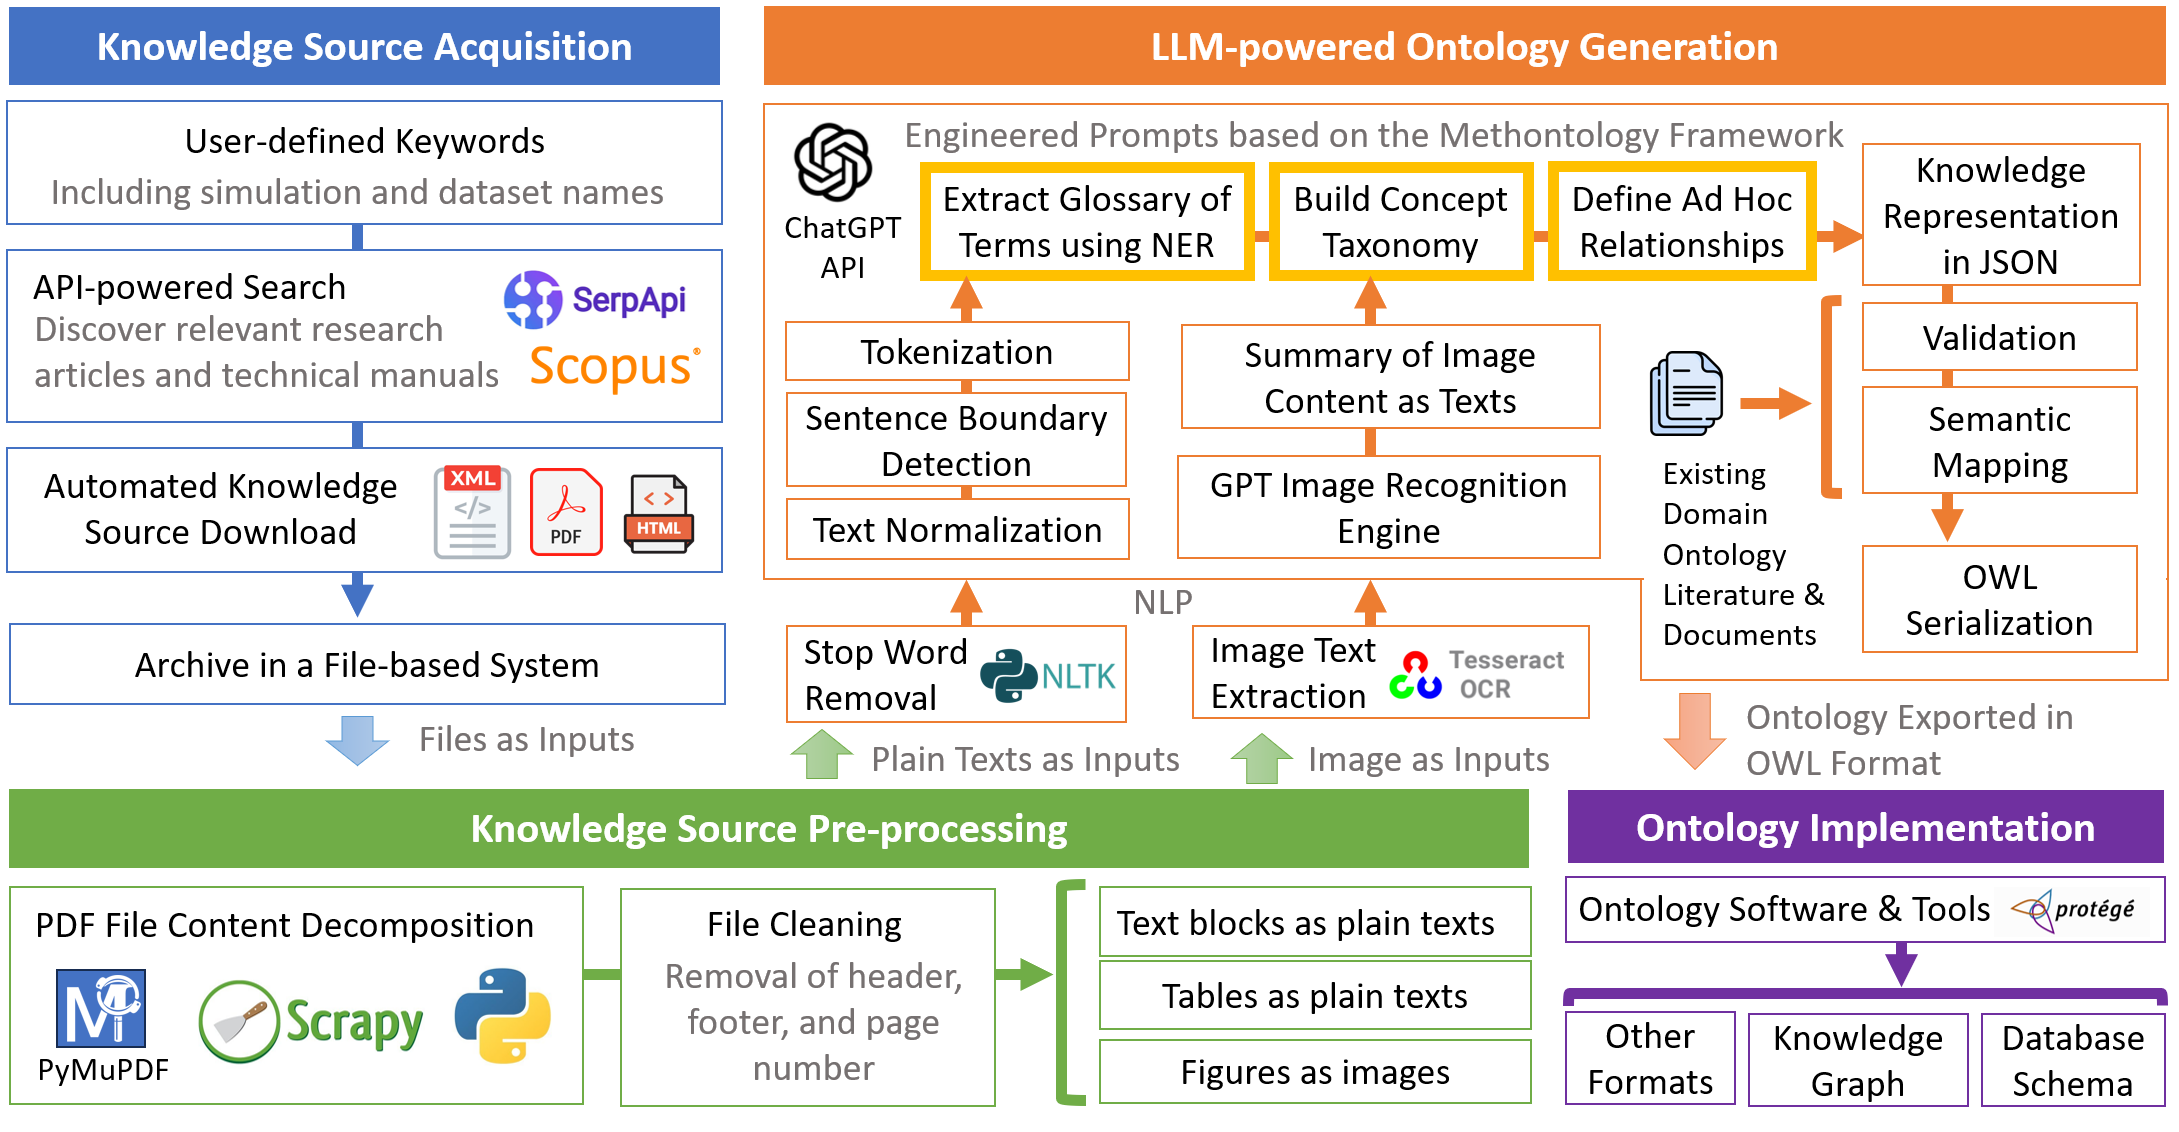 Knowledge Source Acquisition
User-defined Keywords
Including simulation and dataset names
API-powered Search
Discover relevant research
articles and technical manuals
SerpApi
Scopus®
Automated Knowledge
Source Download
XML
</>
PDF
<>
HTML
Archive in a File-based System
Files as Inputs
LLM-powered Ontology Generation
ChatGPT
API
Engineered Prompts based on the Methontology Framework
Extract Glossary of
Terms using NER
Build Concept
Taxonomy
Define Ad Hoc
Relationships
Knowledge
Representation
in JSON
Tokenization
Sentence Boundary
Detection
Text Normalization
Summary of Image
Content as Texts
GPT Image Recognition
Engine
Existing
Domain
Ontology
Literature &
Documents
Validation
Semantic
Mapping
OWL
Serialization
NLP
Stop Word
Removal
NLTK
Image Text
Extraction
Tesseract
OCR
Plain Texts as Inputs
Image as Inputs
Ontology Exported in
OWL Format
Knowledge Source Pre-processing
PDF File Content Decomposition
M
PyMuPDF
Scrapy
File Cleaning
Removal of header,
footer, and page
number
Text blocks as plain texts
Tables as plain texts
Figures as images
Ontology Implementation
Ontology Software & Tools
protégé
Other
Formats
Knowledge
Graph
Database
Schema